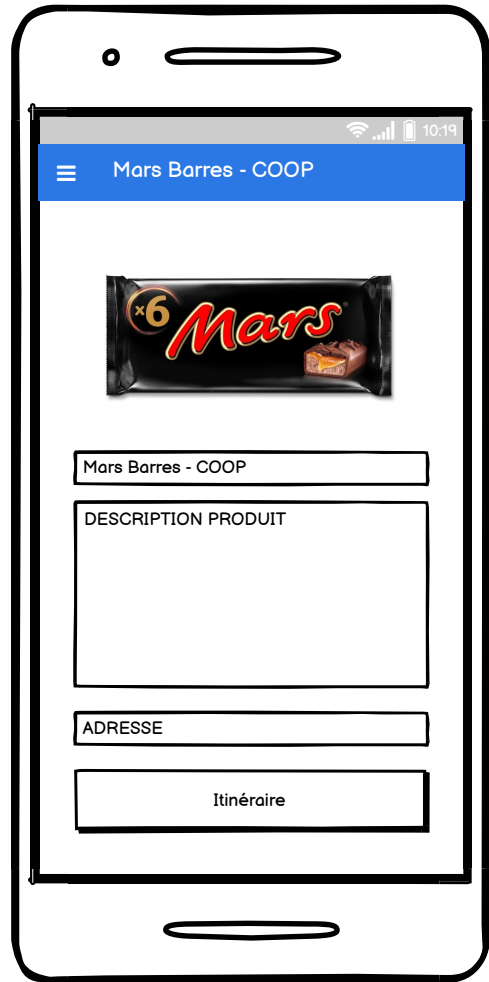 10:19
Mars Barres - COOP
x6
Mars
Mars Barres - COOP
DESCRIPTION PRODUIT
ADRESSE
Itinéraire